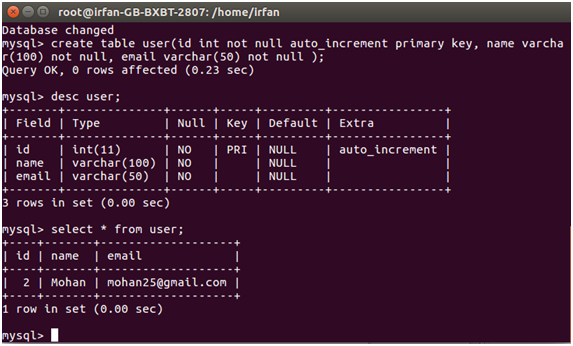 root@irfan-GB-BXBT-2807: /home/irfan
Database changed
mysql> create table user(id int not null auto_increment primary key, name varcha
r(100) not null, email varchar(50) not null );
Query OK, 0 rows affected (0.23 sec)
mysql> desc user;
+-------+--------------+------+-----+---------+----------------+
| Field | Type         | Null | Key | Default | Extra          |
+-------+--------------+------+-----+---------+----------------+
| id    | int(11)      | NO   | PRI | NULL    | auto_increment |
| name  | varchar(100) | NO   |     | NULL    |                |
| email | varchar(50)  | NO   |     | NULL    |                |
+-------+--------------+------+-----+---------+----------------+
3 rows in set (0.00 sec)
mysql> select * from user;
+----+-------+-------------------+
| id | name  | email             |
+----+-------+-------------------+
|  2 | Mohan | mohan25@gmail.com |
+----+-------+-------------------+
1 row in set (0.00 sec)
mysql>